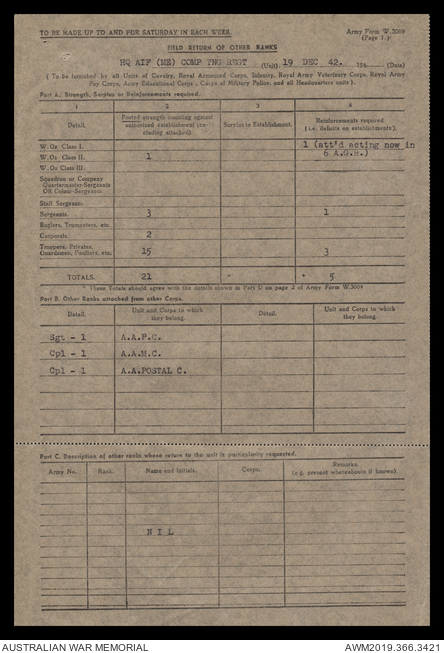 TO BE MADE UP TO AND FOR SATURDAY IN EACH WEEK.
Army Form W.3009
(Page 1.)
FIELD RETURN OF OTHER RANKS
HQ AIF (ME) COMP TNG REGT (Unit) 19 DEC 42. 194 (Date)
(To be furnished by all Units of Cavalry, Royal Armoured Corps, Infantry, Royal Army Veterinary Corps, Royal Army
Pay Corps, Army Educational Corps, Corps of Military Police, and all Headquarters units).
Part A: Strength, Surplus or Reinforcements required.
1 2 3 4
Detail. Posted strength counting against authorised establishment (excluding attached). Surplus to Establishment. Reinforcements required (i.e. deficits on establishments).
W.Os Class I. 1 (att'd acting now in
W.Os Class II. 1 6 A.G.H.)
W.Os Class III.
Squadron or Company
Quartermaster-Sergeants
OR Colour-Sergeants
Staff Sergeants.
Sergeants. 3 1
Buglers, Trumpeters, etc.
Corporals. 2
Troopers, Privates,
Guardsmen, Fusiliers, etc. 15 3
TOTALS. 21 * * 5
* These Totals should agree with the details shown in Part D on page 2 of Army Form W.3009
Part B. Other Ranks attached from other Corps.
Detail. Unit and Corps to which they belong. Detail. Unit and Corps to which they belong.
Sgt - 1 A.A.P.C.
Cpl - 1 A.A.M.C.
Cpl - 1 A.A.POSTAL C.
Part C. Description of other ranks whose return to the unit is particularly requested.
Army No. Rank. Name and Initials. Corps. Remarks. (e.g. present whereabouts if known).
N I L
AUSTRALIAN WAR MEMORIAL
AWM2019.366.3421